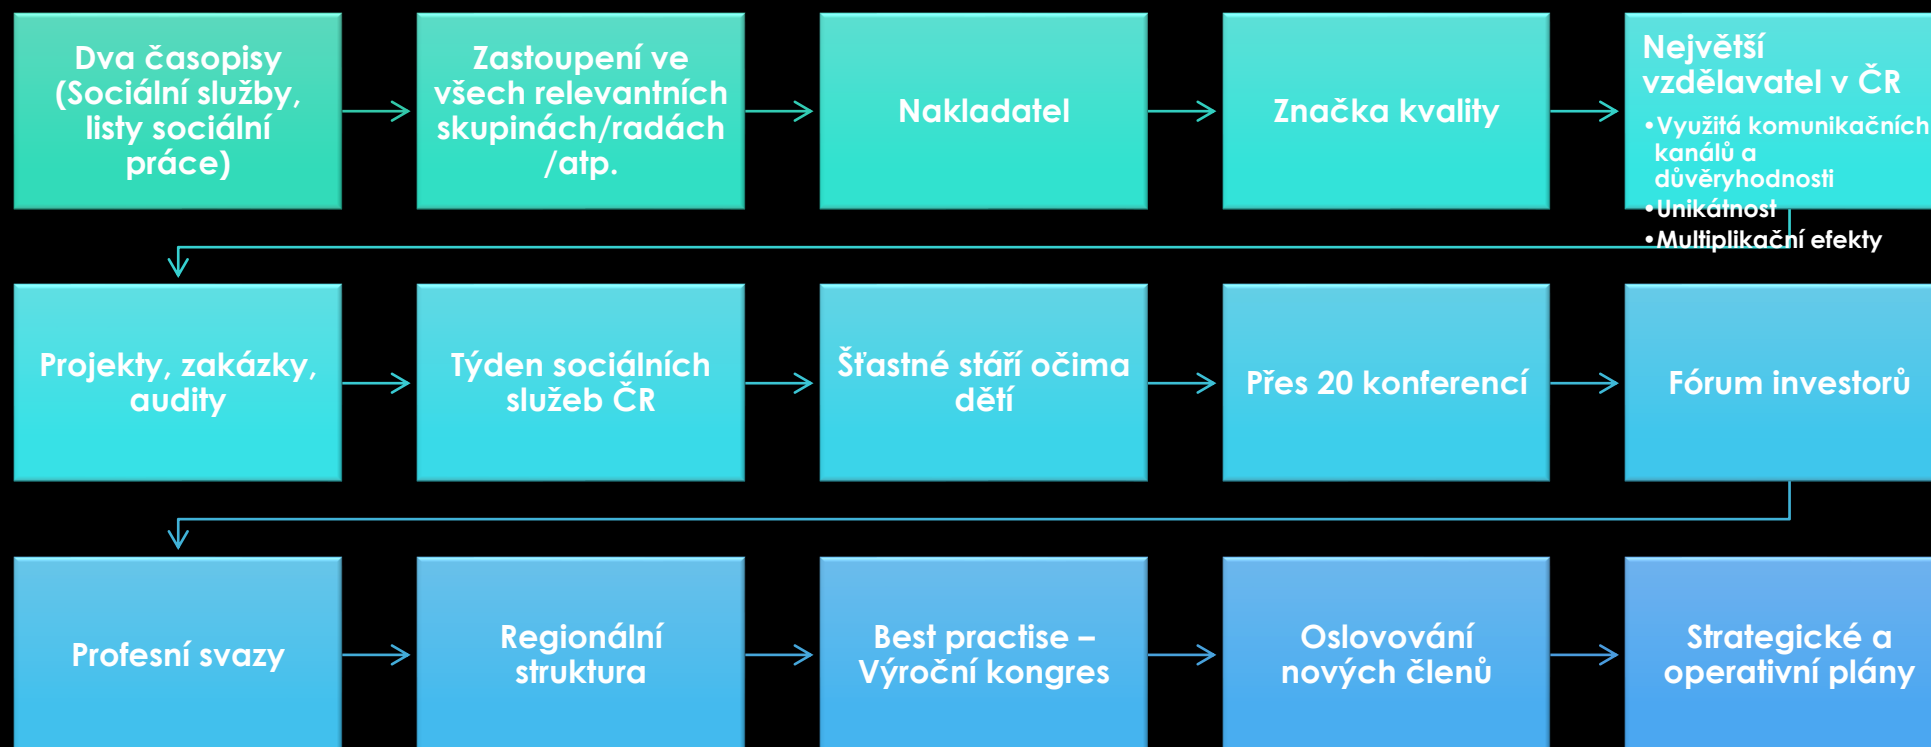 Dva časopisy
(Sociální služby,
listy sociální
práce)
Zastoupení ve
všech relevantních
skupinách/radách
/atp.
Nakladatel
Značka kvality
Největší
vzdělavatel v ČR
•Využitá komunikačních
kanálů a
důvěryhodnosti
•Unikátnost
•Multiplikační efekty
Projekty, zakázky,
audity
Týden sociálních
služeb ČR
Šťastné stáří očima
dětí
Přes 20 konferencí
Fórum investorů
Profesní svazy
Regionální
struktura
Best practise –
Výroční kongres
Oslovování
nových členů
Strategické a
operativní plány